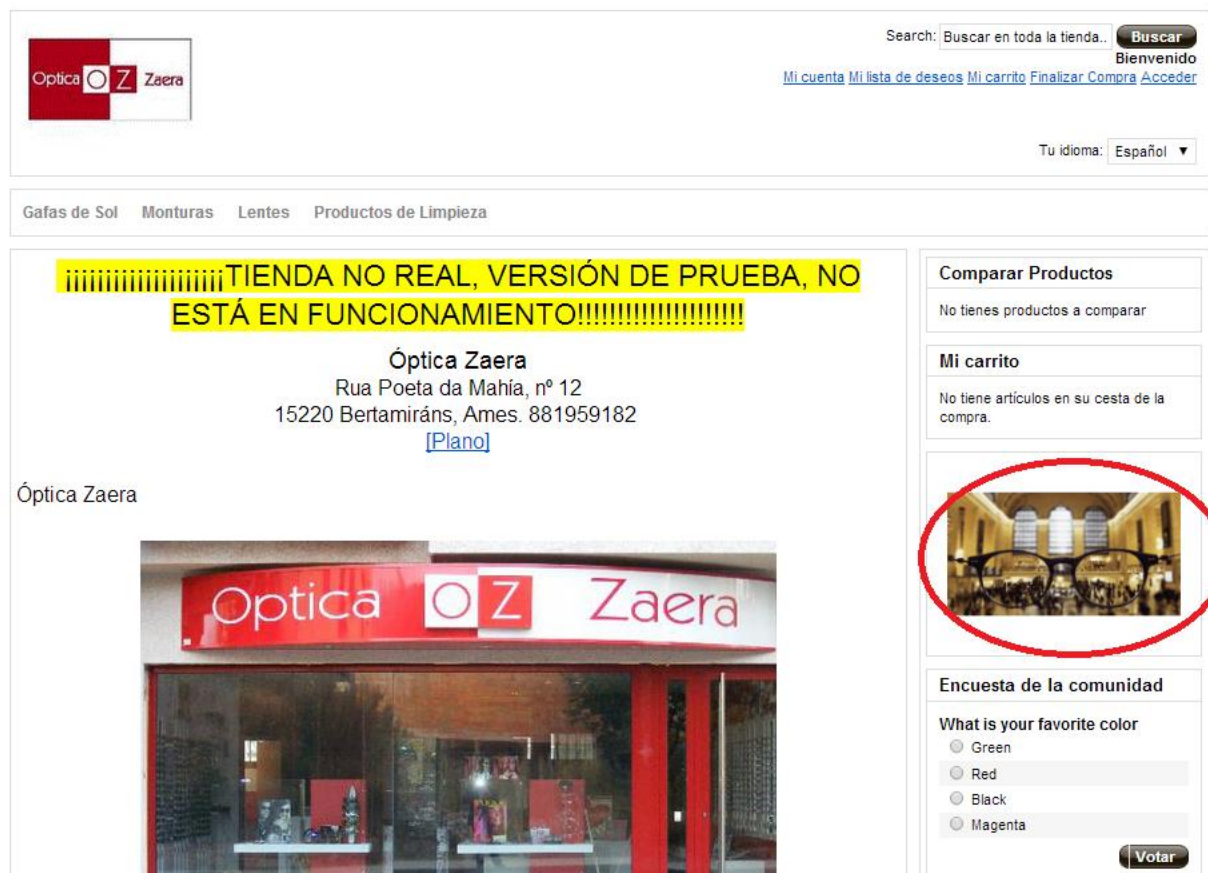 Optica O Z Zaera
Search: Buscar en toda la tienda.. Buscar
Bienvenido
Mi cuenta Mi lista de deseos Mi carrito Finalizar Compra Acceder
Tu idioma: Español ▼
Gafas de Sol Monturas Lentes Productos de Limpieza
¡¡¡¡¡¡¡¡¡¡¡¡¡¡¡¡¡¡¡¡TIENDA NO REAL, VERSIÓN DE PRUEBA, NO
ESTÁ EN FUNCIONAMIENTO!!!!!!!!!!!!!!!!!!!!!
Óptica Zaera
Rua Poeta da Mahía, nº 12
15220 Bertamiráns, Ames. 881959182
[Plano]
Óptica Zaera
Optica O Z Zaera
Comparar Productos
No tienes productos a comparar
Mi carrito
No tiene artículos en su cesta de la
compra.
Encuesta de la comunidad
What is your favorite color
Green
Red
Black
Magenta
Votar